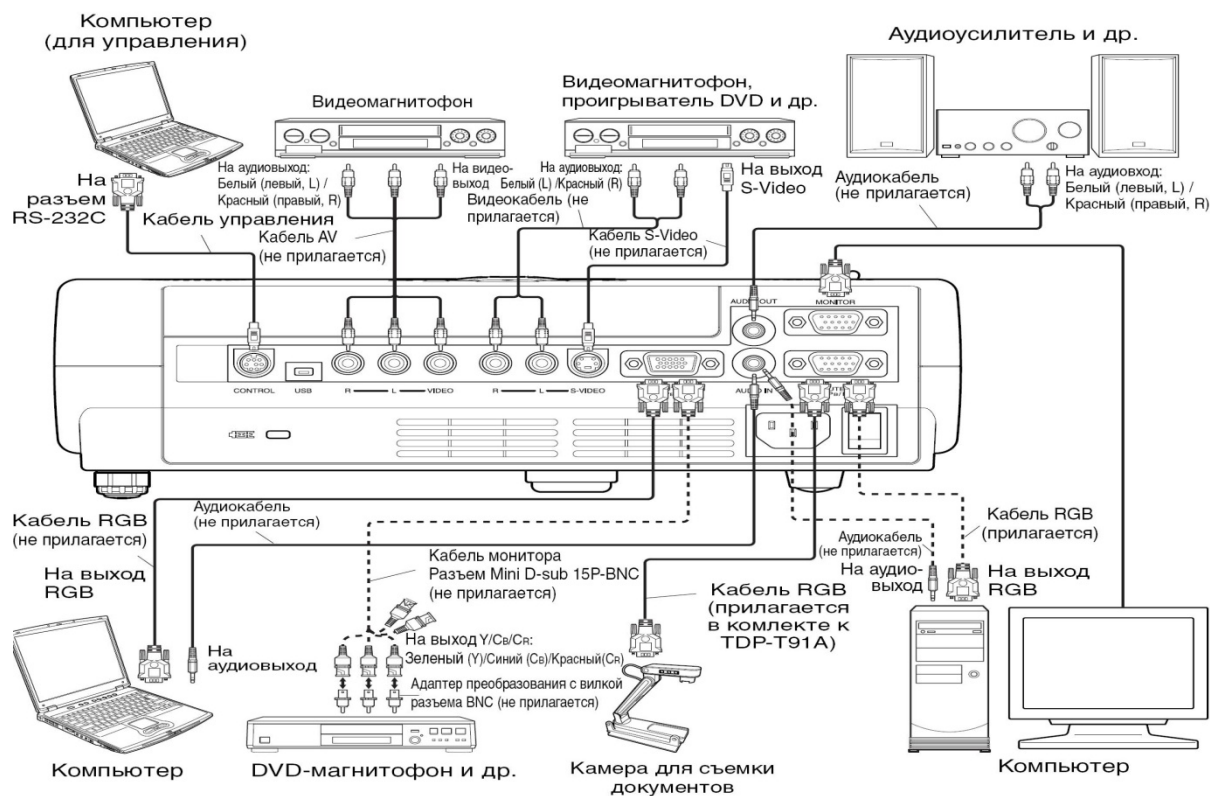 Компьютер
(для управления)
Видеомагнитофон
Видеомагнитофон,
проигрыватель DVD и др.
Аудиоусилитель и др.
На
разъем
RS-232C
Кабель управления
На аудиовыход:
Белый (левый, L) /
Красный (правый, R)
На видео-
выход
Кабель AV
(не прилагается)
На аудиовыход:
Белый (L) /Красный (R)
Видеокабель (не
прилагается)
На выход
S-Video
Кабель S-Video
(не прилагается)
Аудиокабель
(не прилагается)
На аудиовход:
Белый (левый, L) /
Красный (правый, R)
AUDIO OUT
MONITOR
CONTROL
USB
R L VIDEO
R L S-VIDEO
AUDIO IN
Кабель RGB
(не прилагается)
На выход
RGB
Аудиокабель
(не прилагается)
На
аудиовыход
Кабель монитора
Разъем Mini D-sub 15P-BNC
(не прилагается)
На выход Y/CB/CR:
Зеленый (Y)/Синий (CB)/Красный(CR)
Адаптер преобразования с вилкой
разъема BNC (не прилагается)
Кабель RGB
(прилагается
в комлекте к
TDP-T91A)
Аудиокабель
(не прилагается)
На аудио-
выход
Кабель RGB
(прилагается)
На выход
RGB
Компьютер
DVD-магнитофон и др.
Камера для съемки
документов
Компьютер